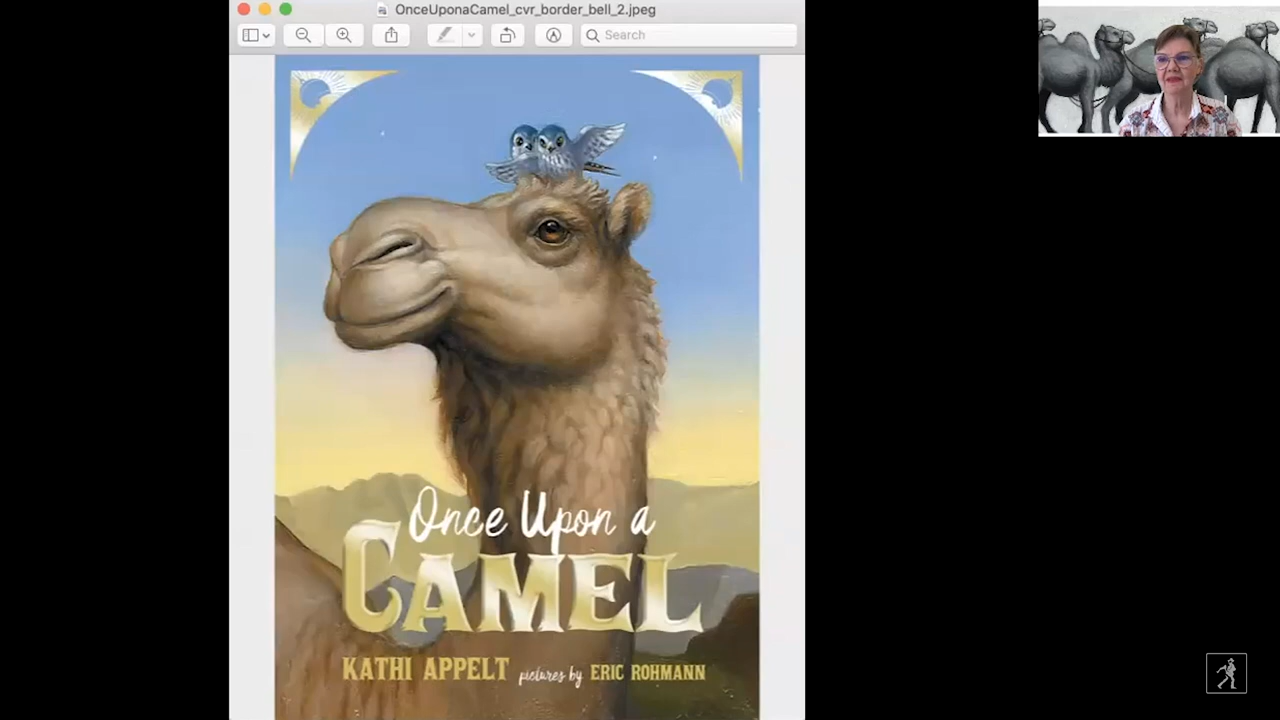 OnceUponaCamel_cvr_border_bell_2.jpeg
Search
Once Upon a
CAMEL
KATHI APPELT pictures by ERIC ROHMANN